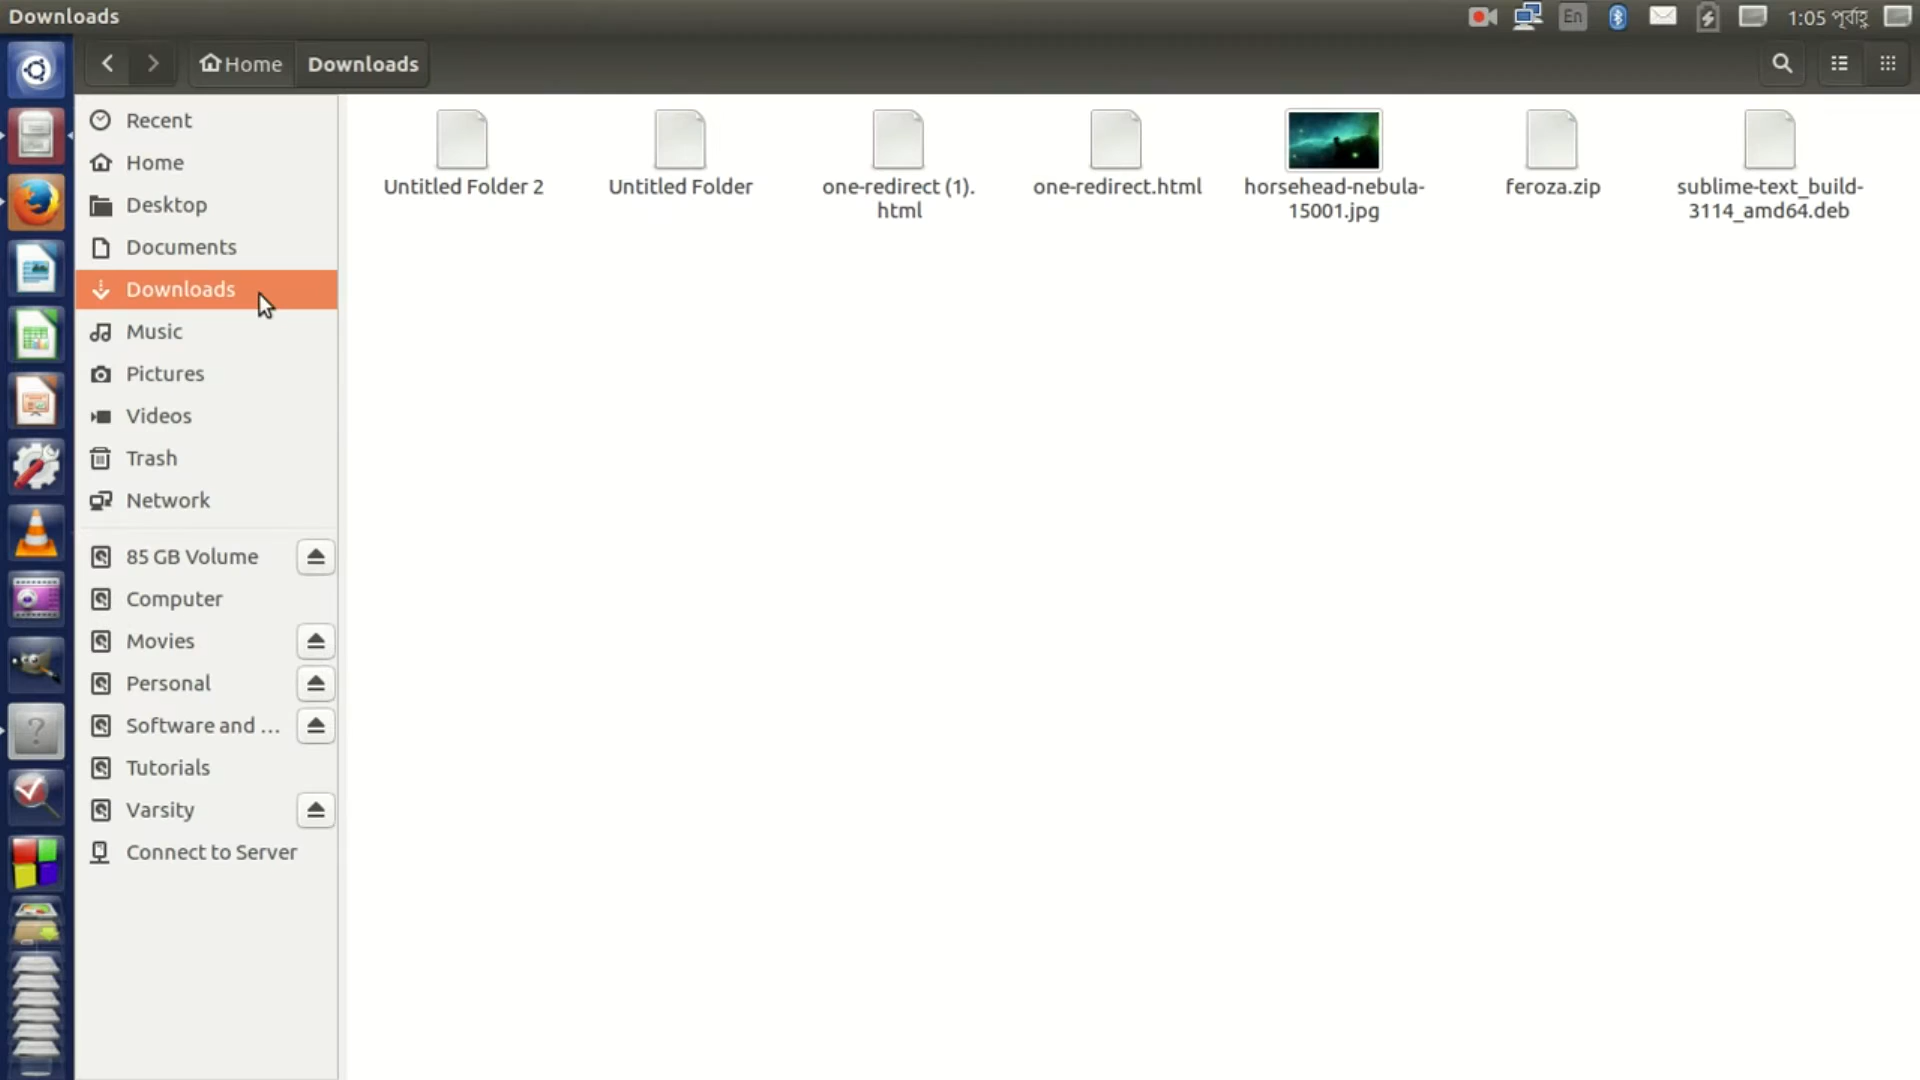 Downloads
En
1:05 পূর্বাহ্ণ
Home
Downloads
Recent
Home
Desktop
Documents
Downloads
Music
Pictures
Videos
Trash
Network
85 GB Volume
Computer
Movies
Personal
Software and ...
Tutorials
Varsity
Connect to Server
Untitled Folder 2
Untitled Folder
one-redirect (1).
html
one-redirect.html
horsehead-nebula-
15001.jpg
feroza.zip
sublime-text_build-
3114_amd64.deb